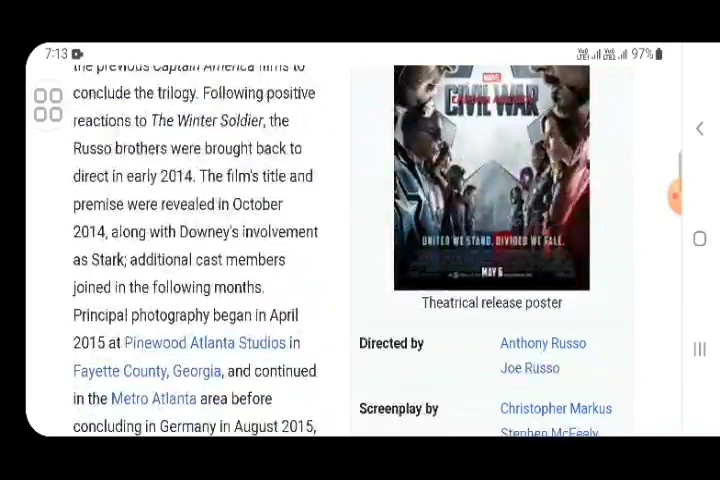 7:13
97%
the previous Captain America films to
conclude the trilogy. Following positive
reactions to The Winter Soldier, the
Russo brothers were brought back to
direct in early 2014. The film's title and
premise were revealed in October
2014, along with Downey's involvement
as Stark; additional cast members
joined in the following months.
Principal photography began in April
2015 at Pinewood Atlanta Studios in
Fayette County, Georgia, and continued
in the Metro Atlanta area before
concluding in Germany in August 2015,
MARVEL
CAPTAIN AMERICA
CIVIL WAR
UNITED WE STAND. DIVIDED WE FALL.
MAY 6
Theatrical release poster
Directed by
Anthony Russo
Joe Russo
Screenplay by
Christopher Markus
Stephen McFeely